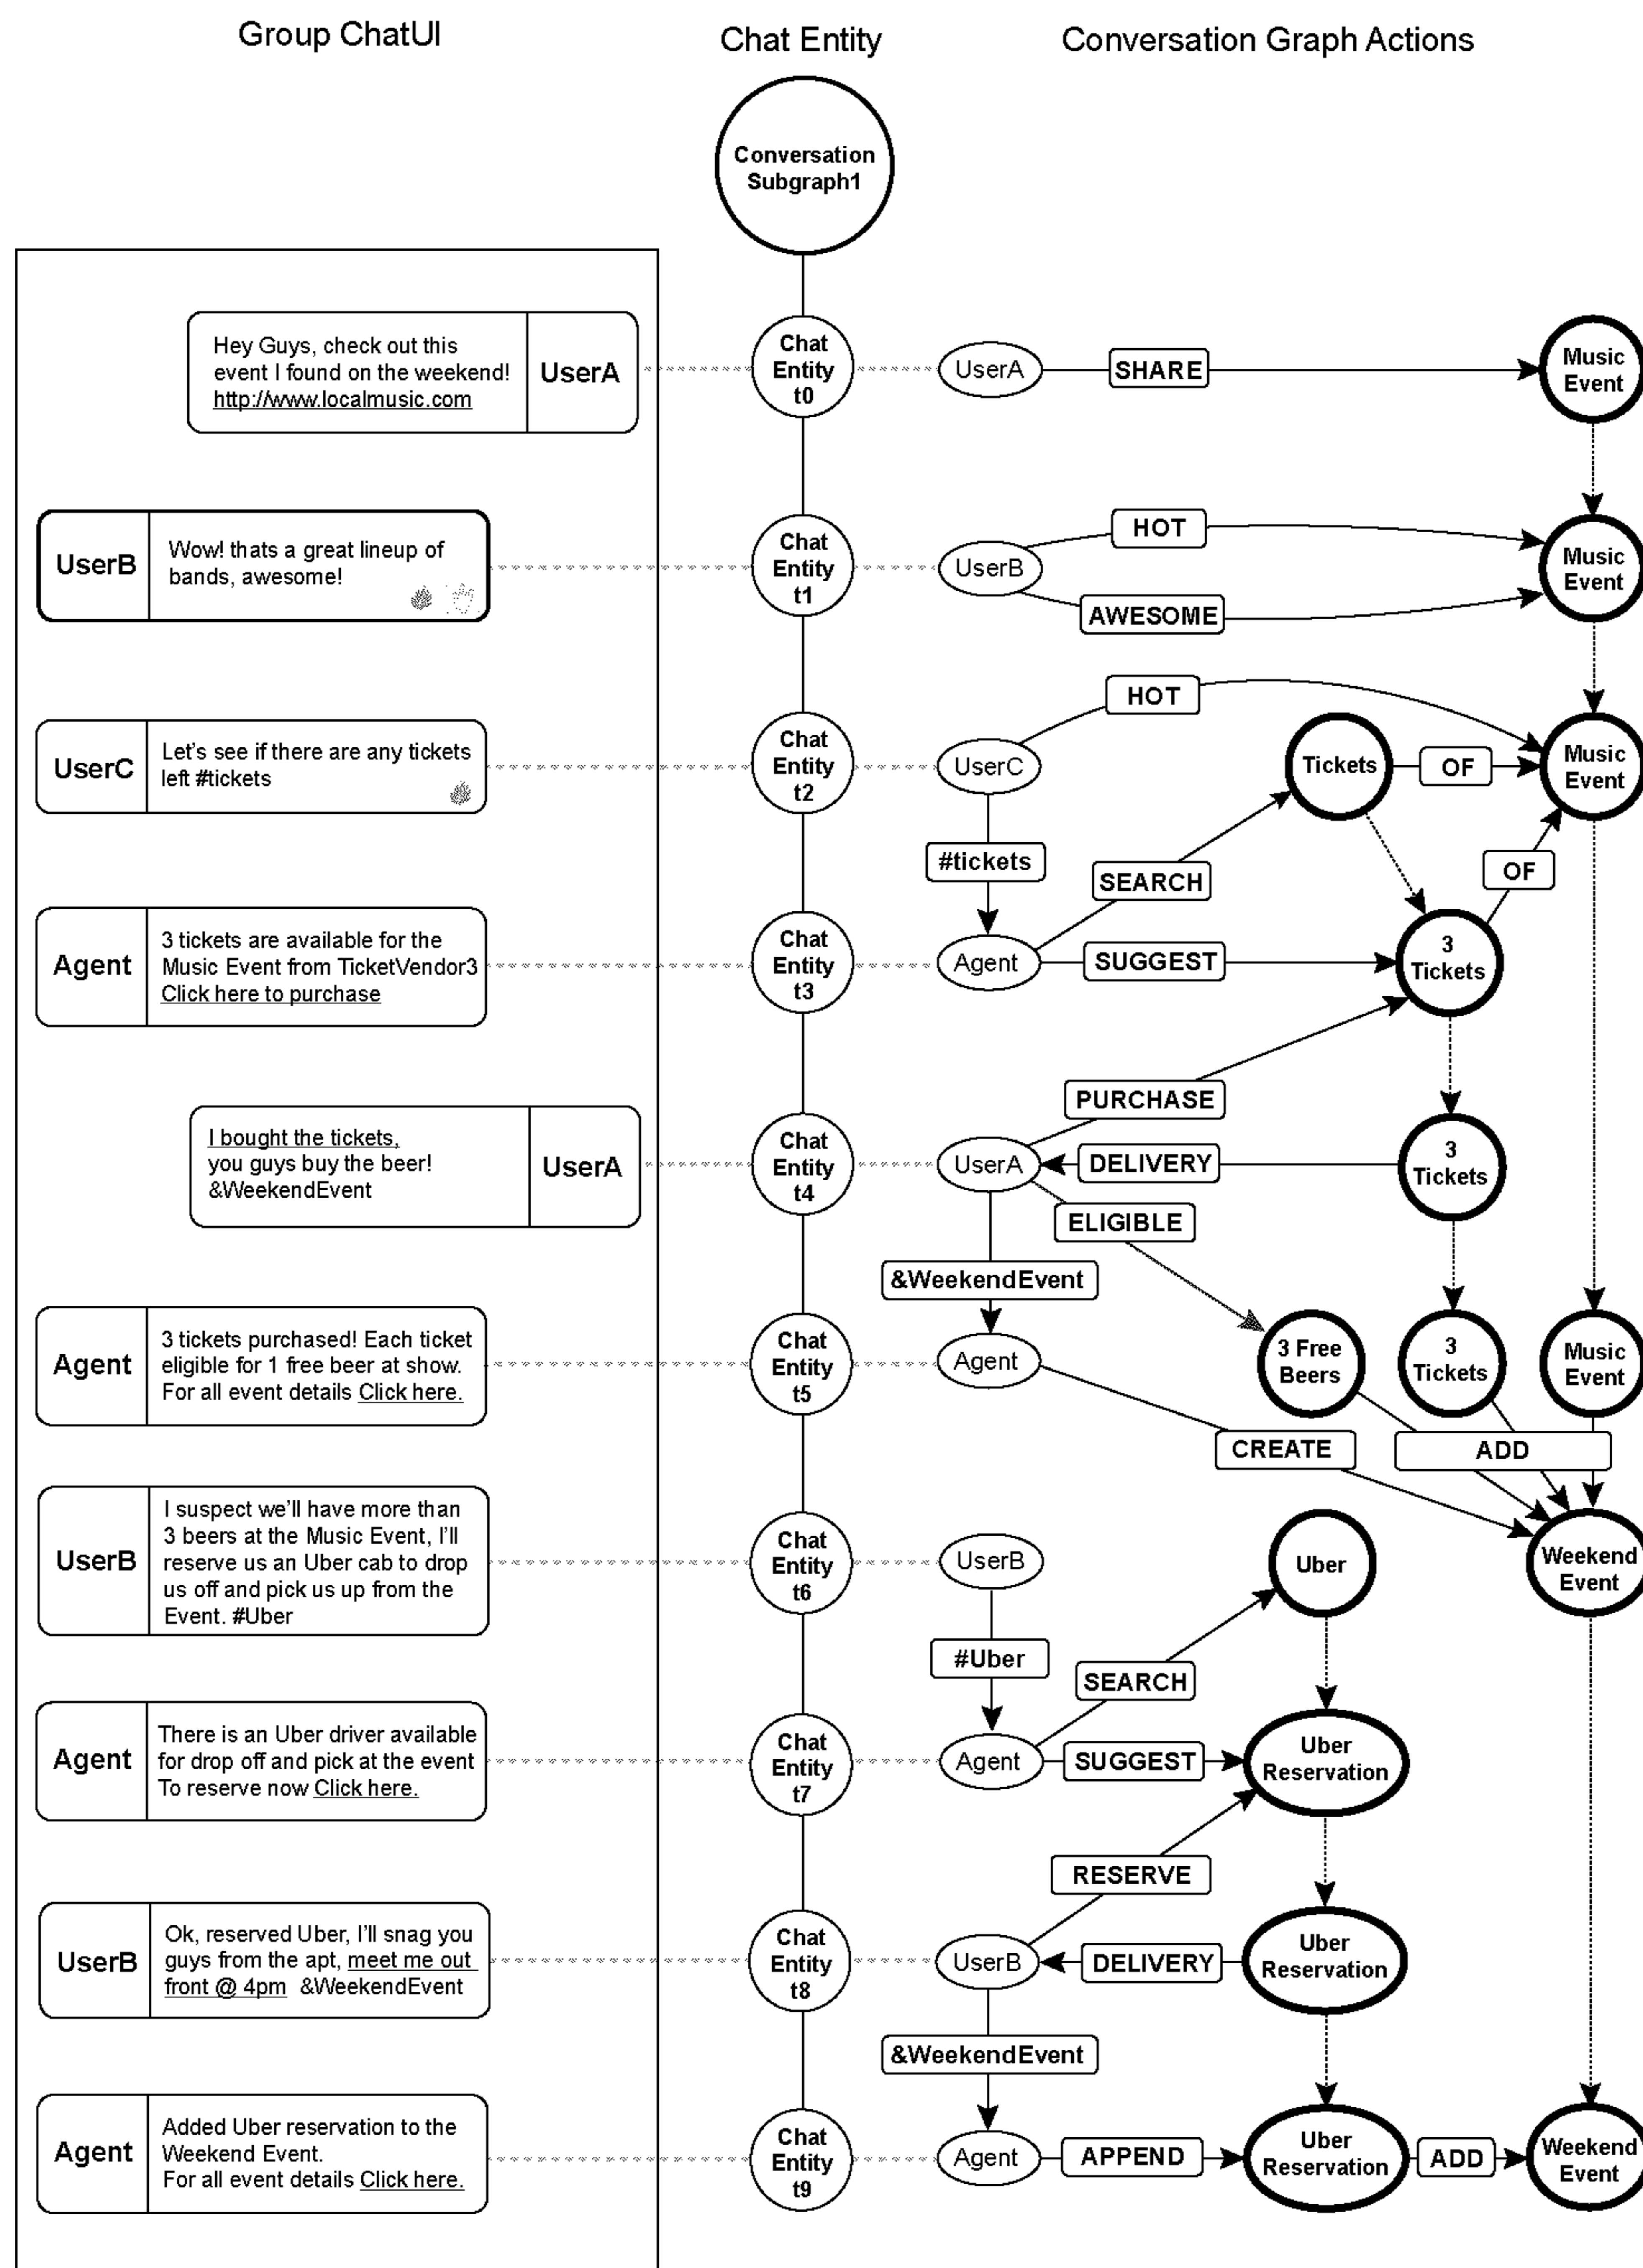 Group ChatUI
Chat Entity
Conversation Graph Actions
Conversation
Subgraph1
Hey Guys, check out this
event I found on the weekend!
http://www.localmusic.com
UserA
Chat
Entity
t0
UserA
SHARE
Music
Event
UserB
Wow! thats a great lineup of
bands, awesome!
Chat
Entity
t1
UserB
HOT
AWESOME
Music
Event
UserC
Let's see if there are any tickets
left #tickets
Chat
Entity
t2
UserC
HOT
Tickets
OF
Music
Event
#tickets
SEARCH
OF
Agent
3 tickets are available for the
Music Event from TicketVendor3
Click here to purchase
Chat
Entity
t3
Agent
SUGGEST
3
Tickets
PURCHASE
I bought the tickets,
you guys buy the beer!
&WeekendEvent
UserA
Chat
Entity
t4
UserA
DELIVERY
3
Tickets
ELIGIBLE
&WeekendEvent
Agent
3 tickets purchased! Each ticket
eligible for 1 free beer at show.
For all event details Click here.
Chat
Entity
t5
Agent
3 Free
Beers
3
Tickets
Music
Event
CREATE
ADD
UserB
I suspect we'll have more than
3 beers at the Music Event, I'll
reserve us an Uber cab to drop
us off and pick us up from the
Event. #Uber
Chat
Entity
t6
UserB
Uber
Weekend
Event
#Uber
SEARCH
Agent
There is an Uber driver available
for drop off and pick at the event
To reserve now Click here.
Chat
Entity
t7
Agent
SUGGEST
Uber
Reservation
RESERVE
UserB
Ok, reserved Uber, I'll snag you
guys from the apt, meet me out
front @ 4pm &WeekendEvent
Chat
Entity
t8
UserB
DELIVERY
Uber
Reservation
&WeekendEvent
Agent
Added Uber reservation to the
Weekend Event.
For all event details Click here.
Chat
Entity
t9
Agent
APPEND
Uber
Reservation
ADD
Weekend
Event